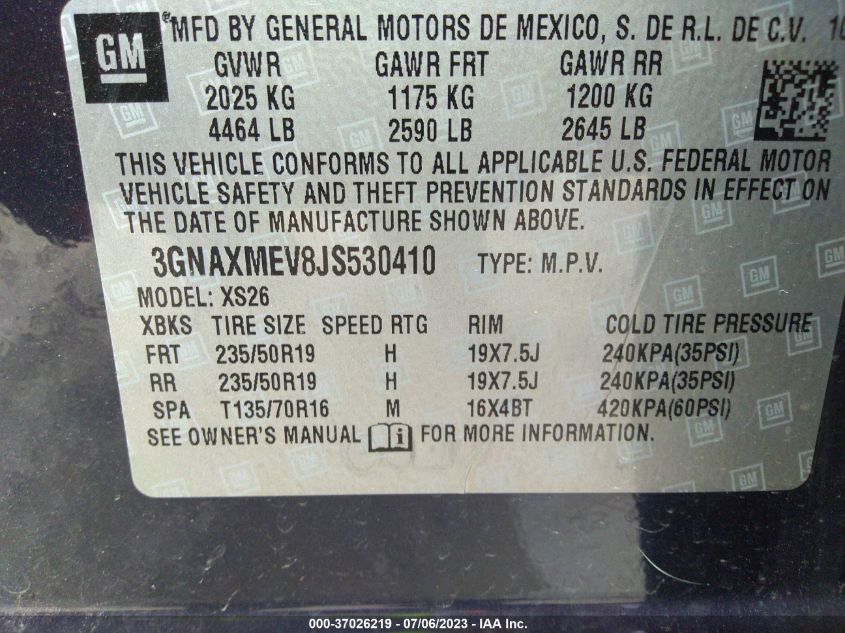 GM
MFD BY GENERAL MOTORS DE MEXICO, S. DE R.L. DE C.V. 10
GVWR GAWR FRT GAWR RR
2025 KG 1175 KG 1200 KG
4464 LB 2590 LB 2645 LB
THIS VEHICLE CONFORMS TO ALL APPLICABLE U.S. FEDERAL MOTOR
VEHICLE SAFETY AND THEFT PREVENTION STANDARDS IN EFFECT ON
THE DATE OF MANUFACTURE SHOWN ABOVE.
3GNAXMEV8JS530410 TYPE: M.P.V.
MODEL: XS26
XBKS TIRE SIZE SPEED RTG RIM COLD TIRE PRESSURE
FRT 235/50R19 H 19X7.5J 240KPA(35PSI)
RR 235/50R19 H 19X7.5J 240KPA(35PSI)
SPA T135/70R16 M 16X4BT 420KPA(60PSI)
SEE OWNER'S MANUAL i FOR MORE INFORMATION.
000-37026219 - 07/06/2023 - IAA Inc.